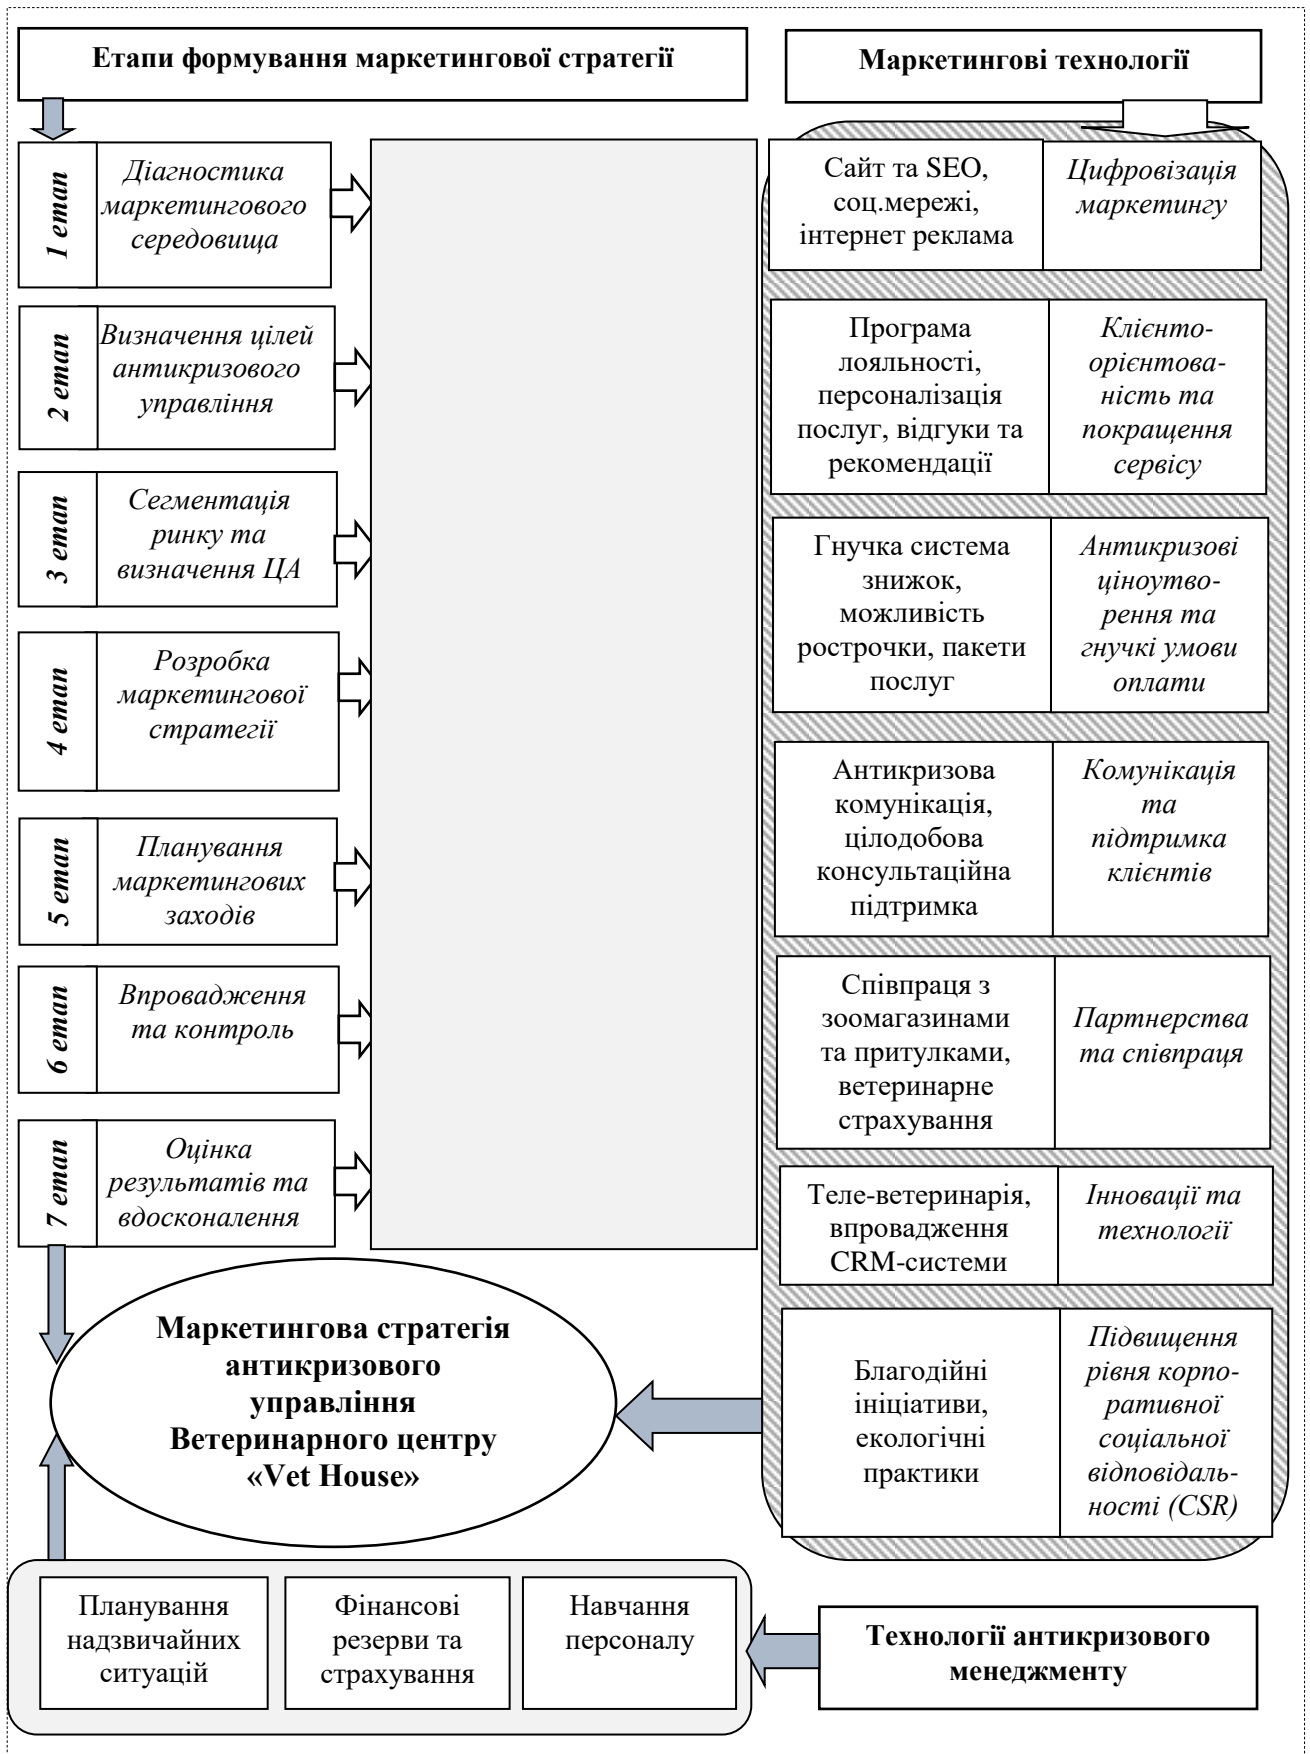 Етапи формування маркетингової стратегії
Маркетингові технології
1 етап
Діагностика
маркетингового
середовища
2 етап
Визначення цілей
антикризового
управління
3 етап
Сегментація
ринку та
визначення ЦА
4 етап
Розробка
маркетингової
стратегії
5 етап
Планування
маркетингових
заходів
6 етап
Впровадження
та контроль
7 етап
Оцінка
результатів та
вдосконалення
Сайт та SEO,
соц.мережі,
інтернет реклама
Цифровізація
маркетингу
Програма
лояльності,
персоналізація
послуг, відгуки та
рекомендації
Клієнто-
орієнтова-
ність та
покращення
сервісу
Гнучка система
знижок,
можливість
рострочки, пакети
послуг
Антикризові
ціноутво-
рення та
гнучкі умови
оплати
Антикризова
комунікація,
цілодобова
консультаційна
підтримка
Комунікація
та
підтримка
клієнтів
Співпраця з
зоомагазинами
та притулками,
ветеринарне
страхування
Партнерства
та співпраця
Теле-ветеринарія,
впровадження
CRM-системи
Інновації та
технології
Благодійні
ініціативи,
екологічні
практики
Підвищення
рівня корпо-
ративної
соціальної
відповідаль-
ності (CSR)
Маркетингова стратегія
антикризового
управління
Ветеринарного центру
«Vet House»
Планування
надзвичайних
ситуацій
Фінансові
резерви та
страхування
Навчання
персоналу
Технології антикризового
менеджменту